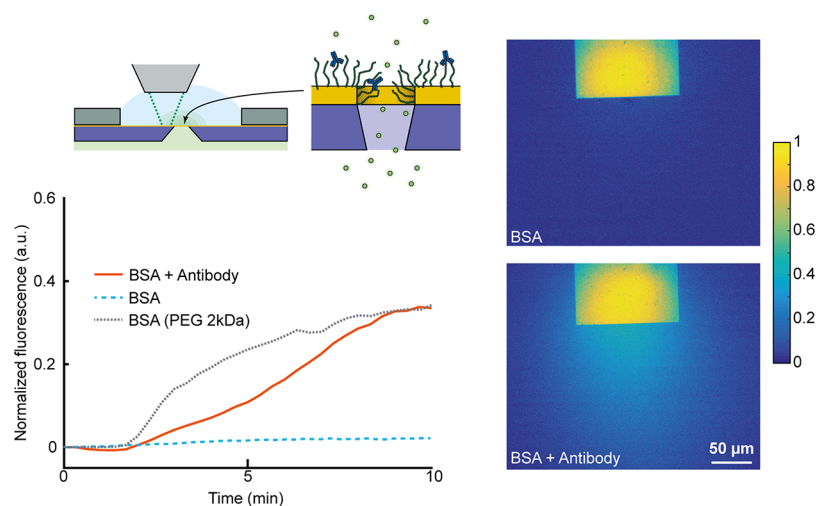 0.6
0.4
0.2
0
Normalized fluorescence (a.u.)
BSA + Antibody
BSA
BSA (PEG 2kDa)
0
5
10
Time (min)
BSA
1
0.8
0.6
0.4
0.2
0
50 µm
BSA + Antibody